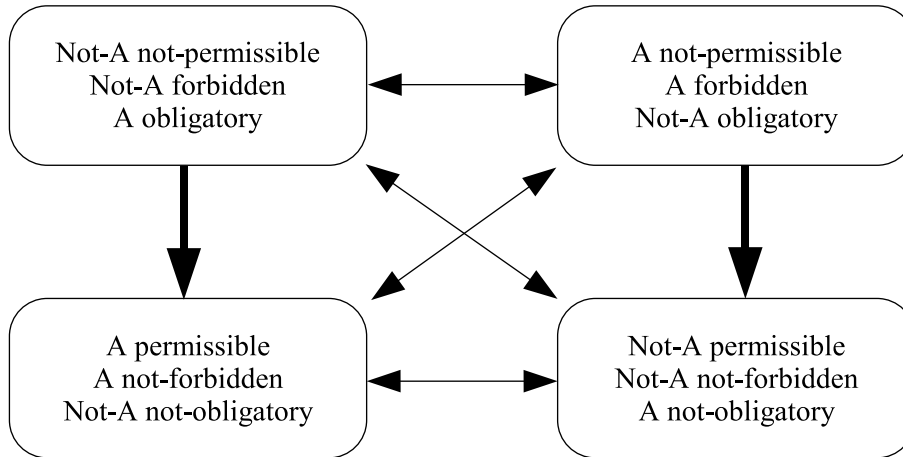 Not-A not-permissible
Not-A forbidden
A obligatory
A not-permissible
A forbidden
Not-A obligatory
A permissible
A not-forbidden
Not-A not-obligatory
Not-A permissible
Not-A not-forbidden
A not-obligatory